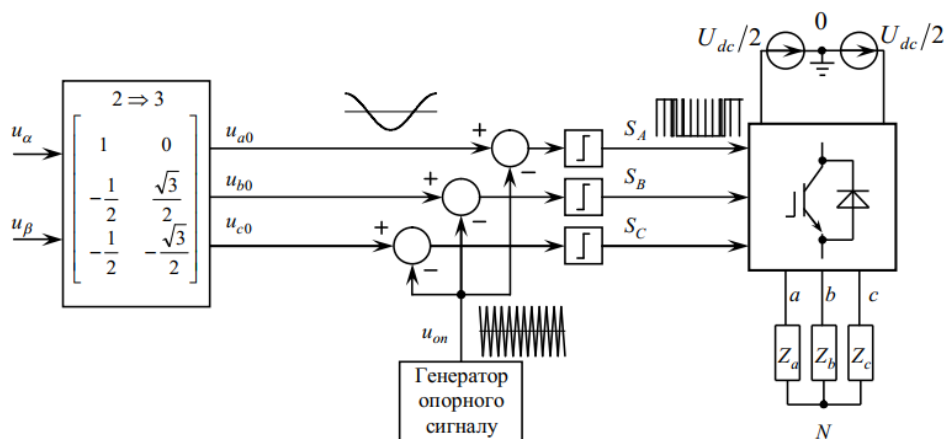 0
U_dc/2
U_dc/2
2 ⇒ 3
u_α
u_β
1 0
-1/2 √3/2
-1/2 -√3/2
u_a0
u_b0
u_c0
+
−
+
−
+
−
S_A
S_B
S_C
u_on
Генератор
опорного
сигналу
a b c
Z_a Z_b Z_c
N